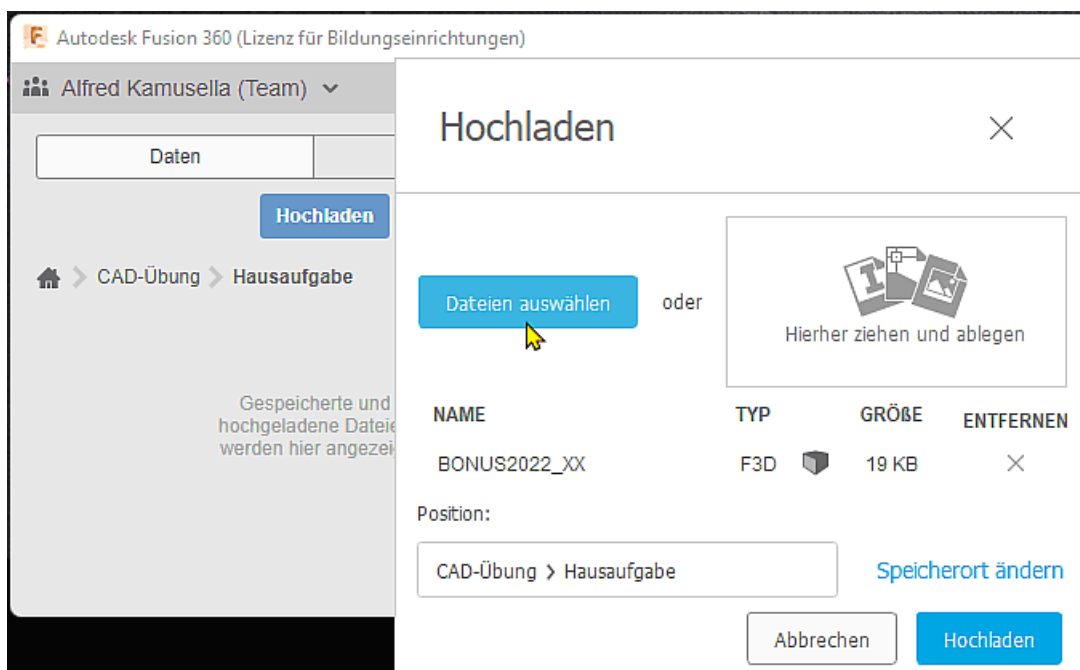 Autodesk Fusion 360 (Lizenz für Bildungseinrichtungen)
Alfred Kamusella (Team)
Daten
Hochladen
CAD-Übung > Hausaufgabe
Gespeicherte und
hochgeladene Dateie
werden hier angezei
Hochladen
Dateien auswählen oder
Hierher ziehen und ablegen
NAME TYP GRÖßE ENTFERNEN
BONUS2022_XX F3D 19 KB
Position:
CAD-Übung > Hausaufgabe Speicherort ändern
Abbrechen Hochladen